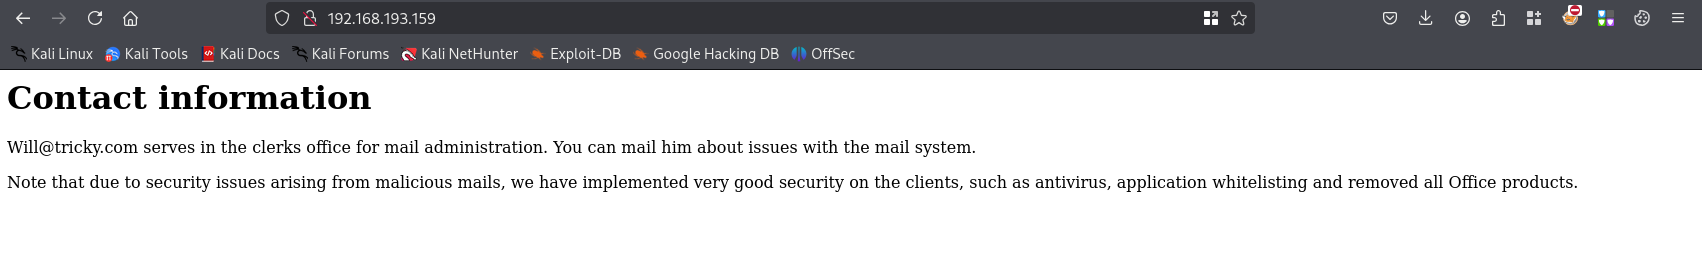 192.168.193.159
Kali Linux Kali Tools Kali Docs Kali Forums Kali NetHunter Exploit-DB Google Hacking DB OffSec
Contact information
Will@tricky.com serves in the clerks office for mail administration. You can mail him about issues with the mail system.
Note that due to security issues arising from malicious mails, we have implemented very good security on the clients, such as antivirus, application whitelisting and removed all Office products.